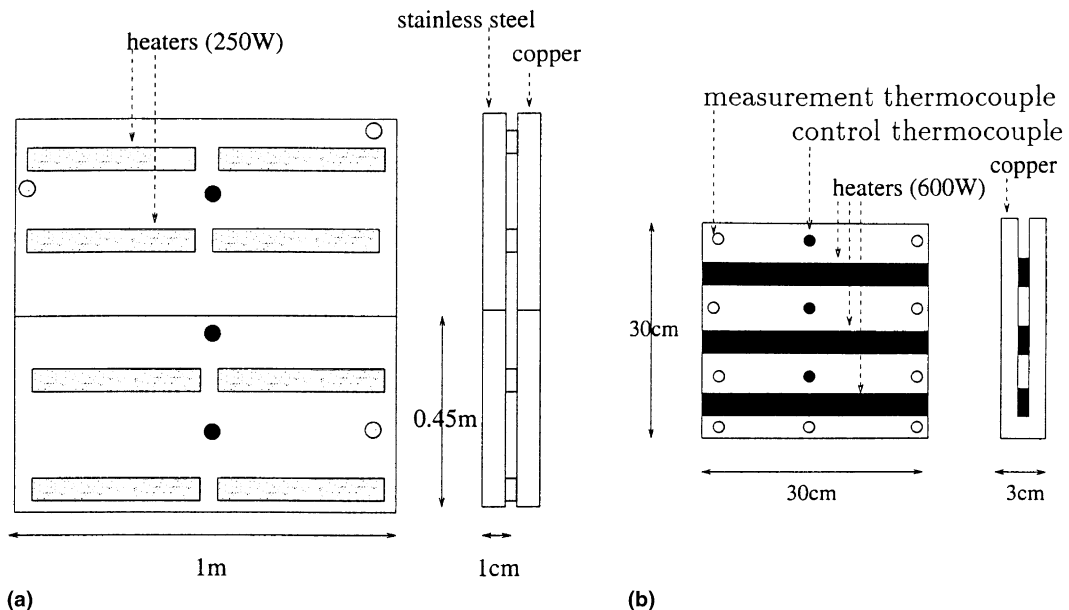 stainless steel
heaters (250W)
copper
0.45m
1m
1cm
(a)
measurement thermocouple
control thermocouple
copper
heaters (600W)
30cm
30cm
3cm
(b)